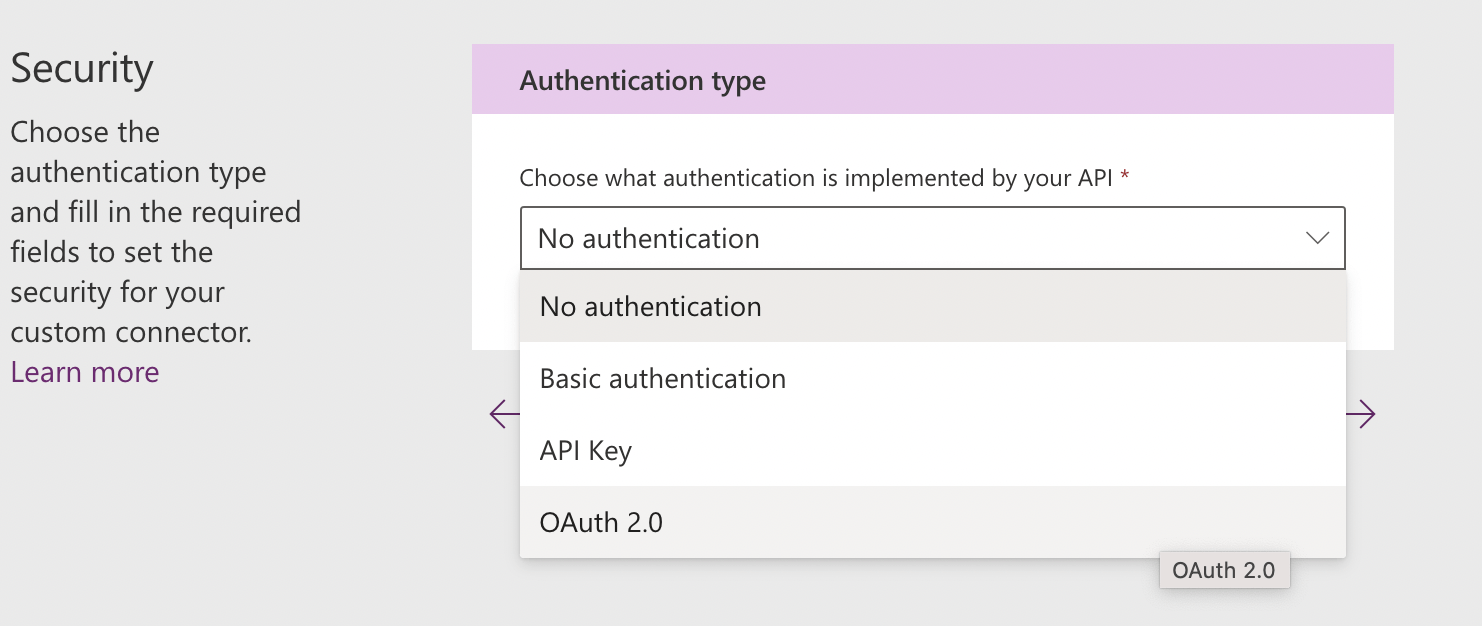 Security
Choose the
authentication type
and fill in the required
fields to set the
security for your
custom connector.
Learn more
Authentication type
Choose what authentication is implemented by your API *
No authentication
No authentication
Basic authentication
API Key
OAuth 2.0
OAuth 2.0